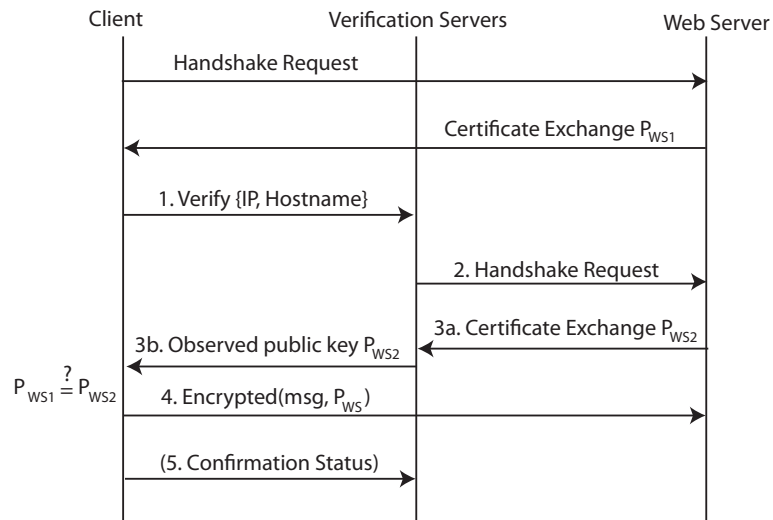 Client
Verification Servers
Web Server
Handshake Request
Certificate Exchange P_WS1
1. Verify {IP, Hostname}
2. Handshake Request
3a. Certificate Exchange P_WS2
3b. Observed public key P_WS2
P_WS1 ≟ P_WS2
4. Encrypted(msg, P_WS)
(5. Confirmation Status)